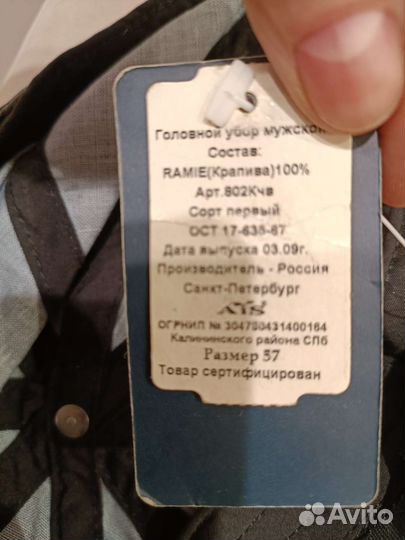 Головной убор мужской
Состав:
RAMIE(Крапива)100%
Арт.802Кчв
Сорт первый
ОСТ 17-635-87
Дата выпуска 03.09г.
Производитель - Россия
Санкт-Петербург
AYS
ОГРНИП № 304780431400164
Калининского района СПб
Размер 57
Товар сертифицирован
Avito